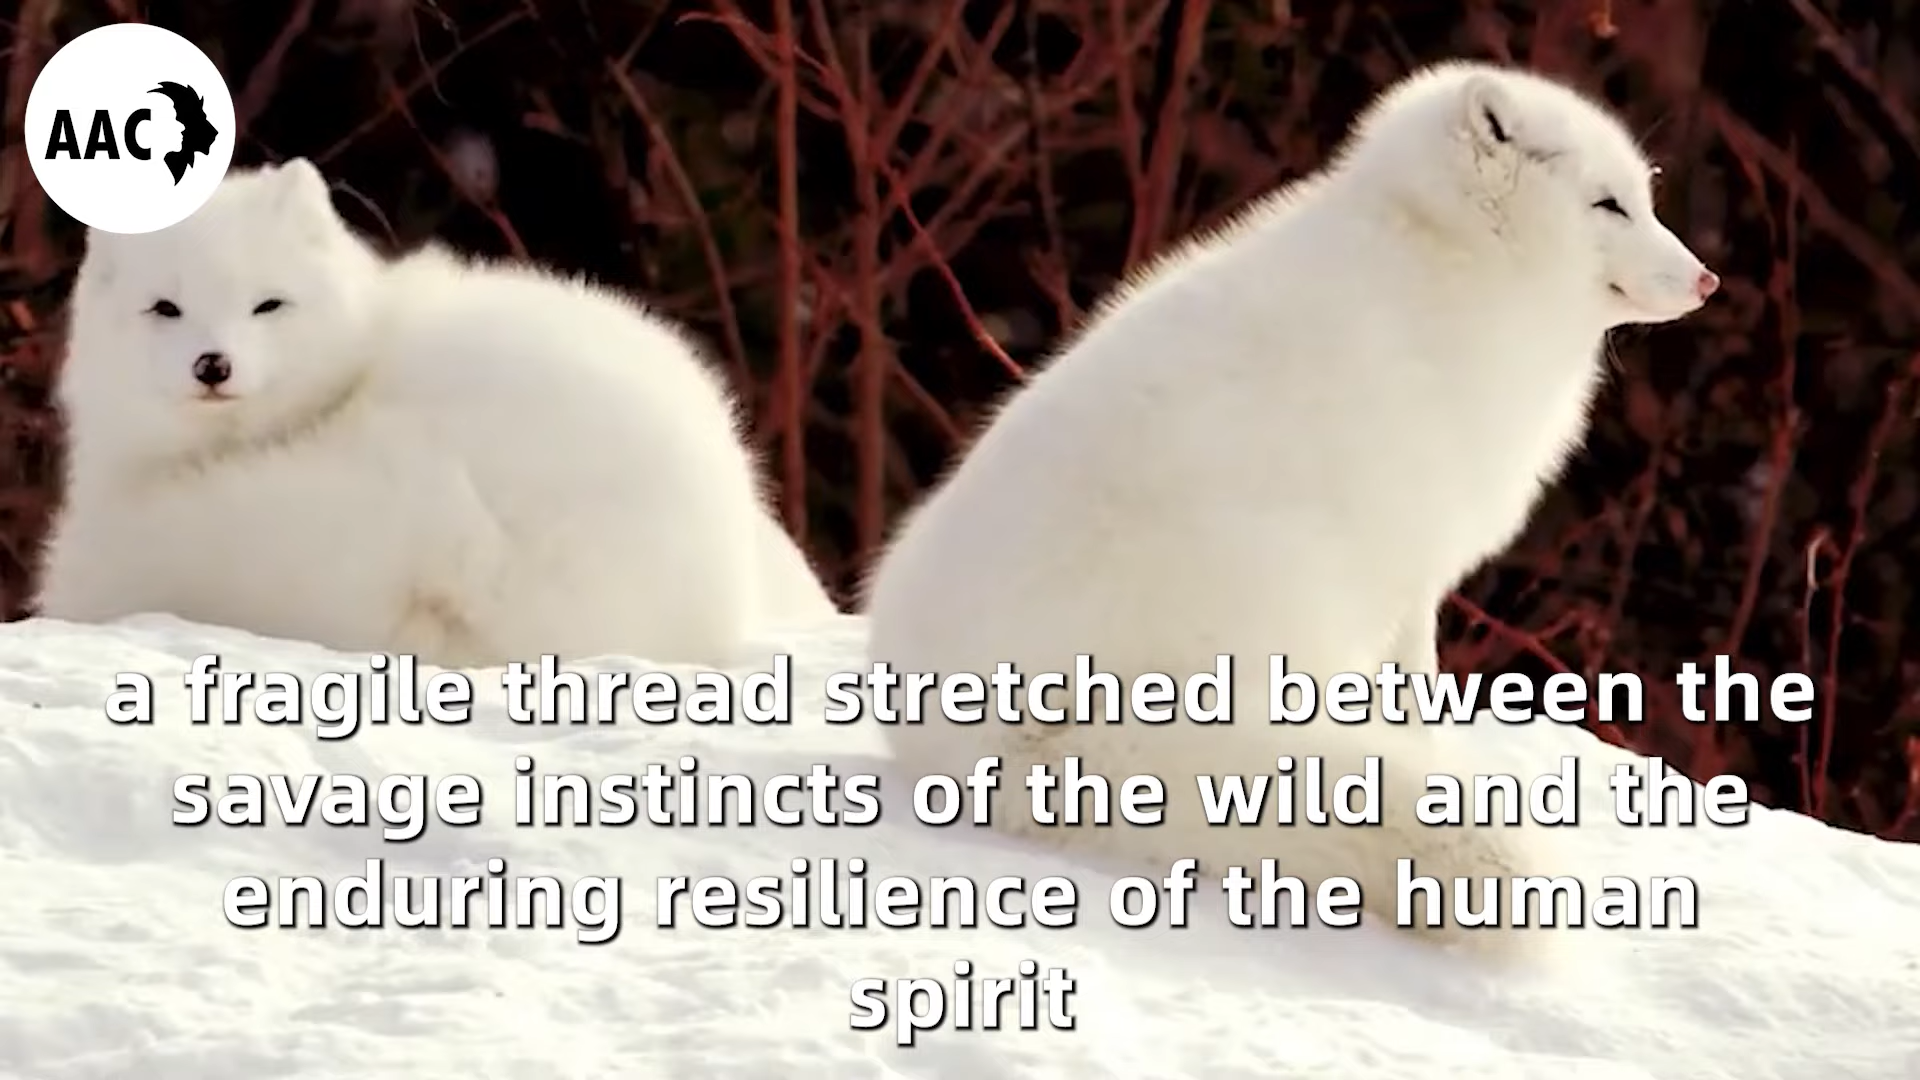 AAC
a fragile thread stretched between the
savage instincts of the wild and the
enduring resilience of the human
spirit